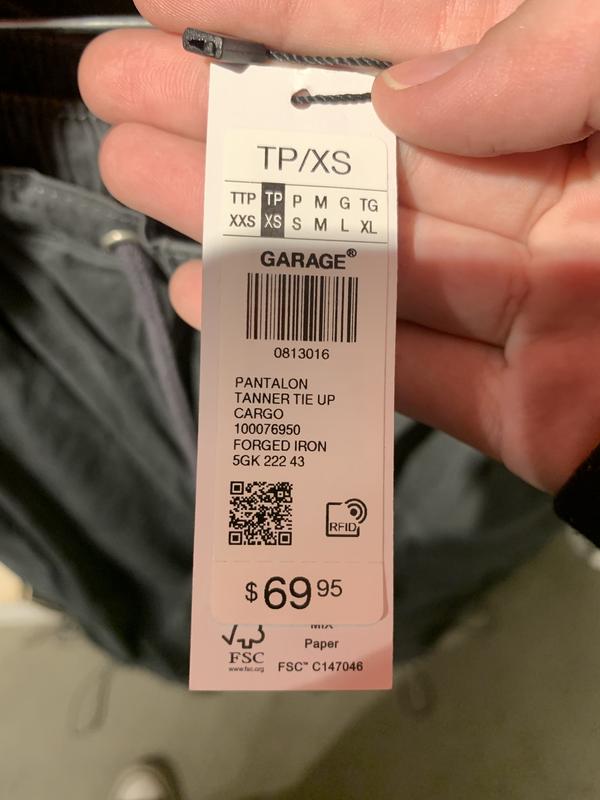 TP/XS
TTP TP P M G TG
XXS XS S M L XL
GARAGE®
0813016
PANTALON
TANNER TIE UP
CARGO
100076950
FORGED IRON
5GK 222 43
RFID
$69 95
MIX
Paper
FSC
www.fsc.org
FSC™ C147046